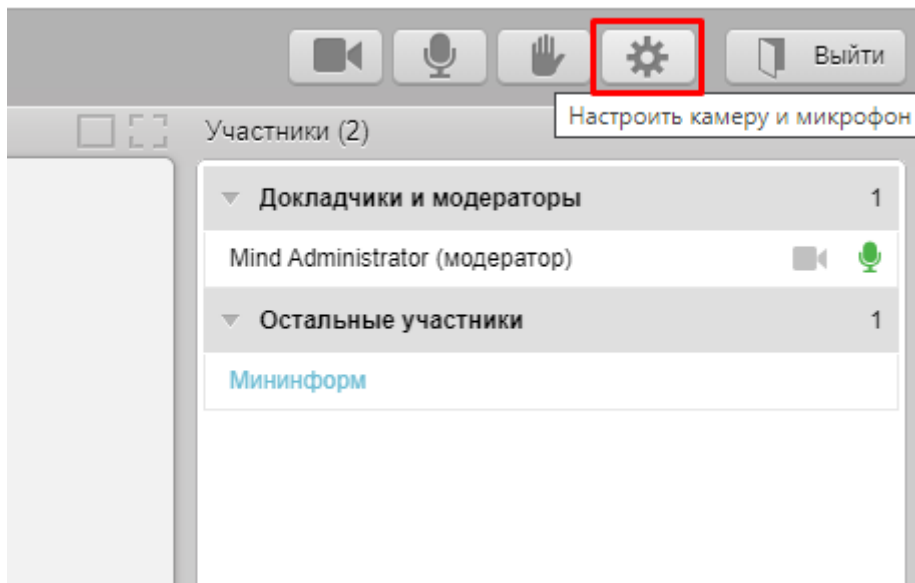 Выйти
Настроить камеру и микрофон
Участники (2)
Докладчики и модераторы 1
Mind Administrator (модератор)
Остальные участники 1
Мининформ